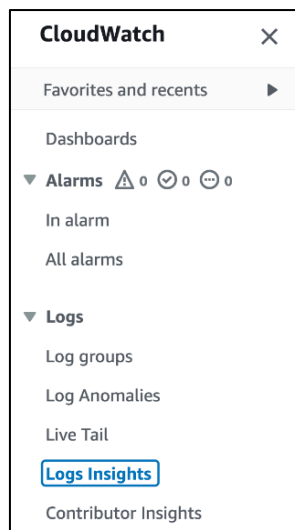 CloudWatch
Favorites and recents
Dashboards
Alarms 0 0 0
In alarm
All alarms
Logs
Log groups
Log Anomalies
Live Tail
Logs Insights
Contributor Insights